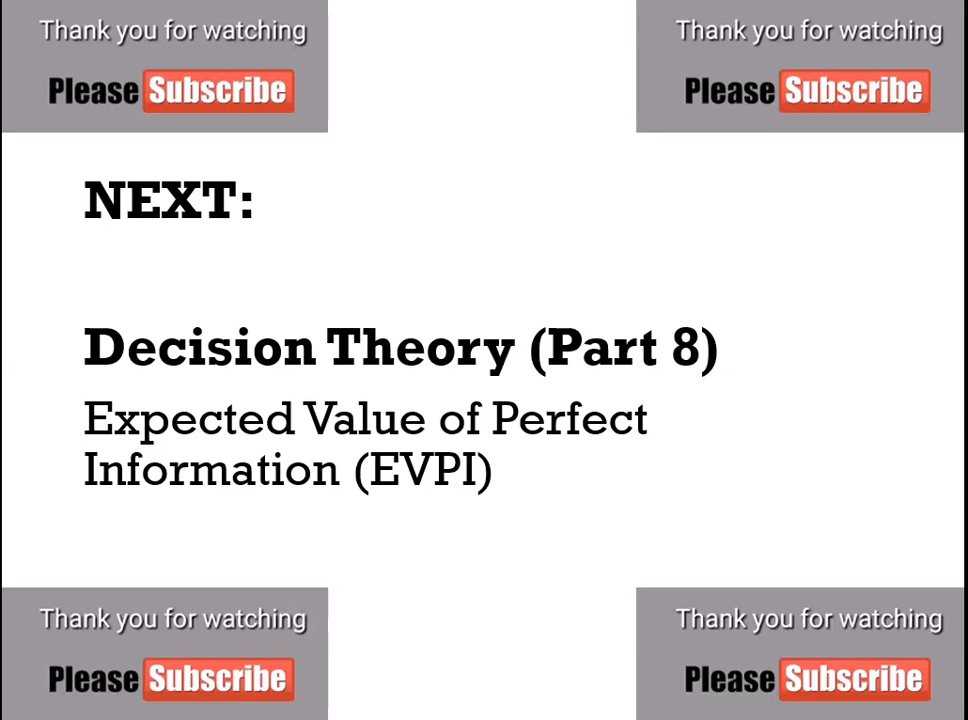 Thank you for watching
Please Subscribe
Thank you for watching
Please Subscribe
NEXT:
Decision Theory (Part 8)
Expected Value of Perfect
Information (EVPI)
Thank you for watching
Please Subscribe
Thank you for watching
Please Subscribe